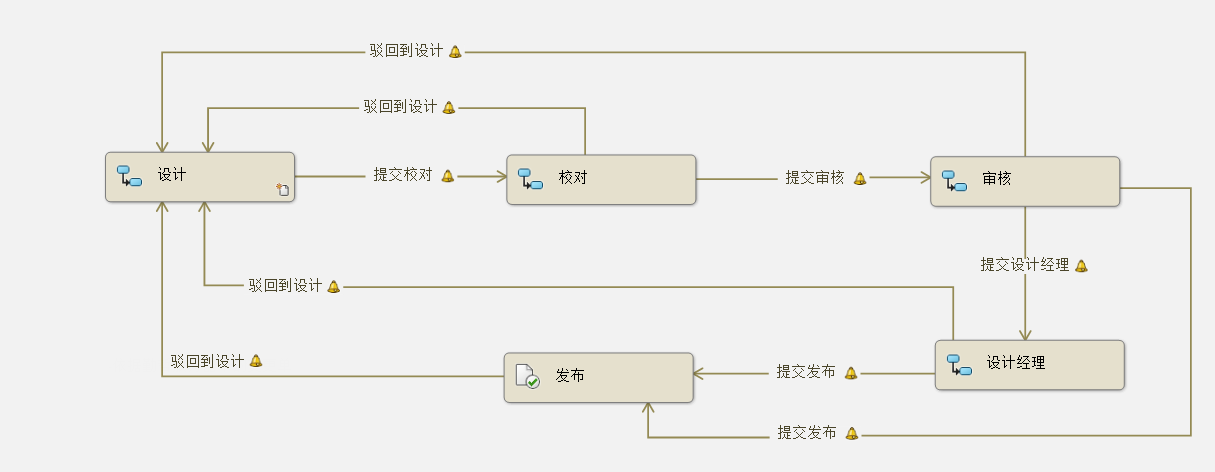 驳回到设计
驳回到设计
设计
提交校对
校对
提交审核
审核
提交设计经理
驳回到设计
驳回到设计
发布
提交发布
设计经理
提交发布